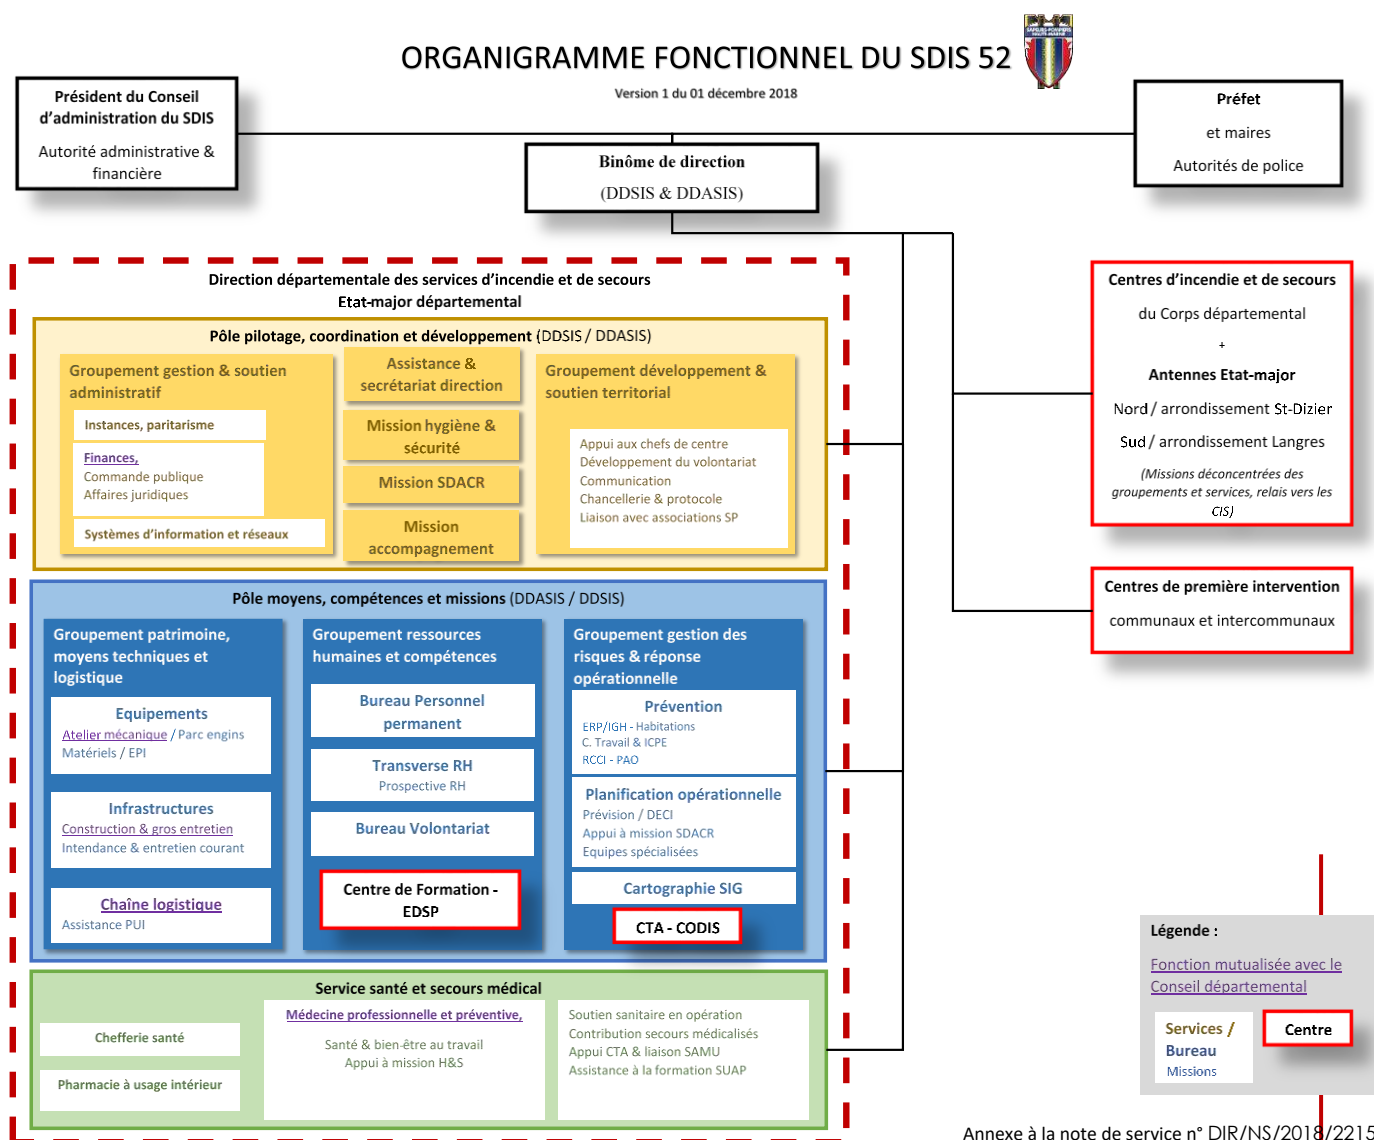 ORGANIGRAMME FONCTIONNEL DU SDIS 52
SAPEURS-POMPIERS
HAUTE-MARNE
Version 1 du 01 décembre 2018
Président du Conseil
d'administration du SDIS
Autorité administrative &
financière
Binôme de direction
(DDSIS & DDASIS)
Préfet
et maires
Autorités de police
Direction départementale des services d'incendie et de secours
Etat-major départemental
Pôle pilotage, coordination et développement (DDSIS / DDASIS)
Groupement gestion & soutien
administratif
Instances, paritarisme
Finances,
Commande publique
Affaires juridiques
Systèmes d'information et réseaux
Assistance &
secrétariat direction
Mission hygiène &
sécurité
Mission SDACR
Mission
accompagnement
Groupement développement &
soutien territorial
Appui aux chefs de centre
Développement du volontariat
Communication
Chancellerie & protocole
Liaison avec associations SP
Pôle moyens, compétences et missions (DDASIS / DDSIS)
Groupement patrimoine,
moyens techniques et
logistique
Equipements
Atelier mécanique / Parc engins
Matériels / EPI
Infrastructures
Construction & gros entretien
Intendance & entretien courant
Chaîne logistique
Assistance PUI
Groupement ressources
humaines et compétences
Bureau Personnel
permanent
Transverse RH
Prospective RH
Bureau Volontariat
Centre de Formation -
EDSP
Groupement gestion des
risques & réponse
opérationnelle
Prévention
ERP/IGH - Habitations
C. Travail & ICPE
RCCI - PAO
Planification opérationnelle
Prévision / DECI
Appui à mission SDACR
Equipes spécialisées
Cartographie SIG
CTA - CODIS
Service santé et secours médical
Chefferie santé
Pharmacie à usage intérieur
Médecine professionnelle et préventive,
Santé & bien-être au travail
Appui à mission H&S
Soutien sanitaire en opération
Contribution secours médicalisés
Appui CTA & liaison SAMU
Assistance à la formation SUAP
Centres d'incendie et de secours
du Corps départemental
+
Antennes Etat-major
Nord / arrondissement St-Dizier
Sud / arrondissement Langres
(Missions déconcentrées des
groupements et services, relais vers les
CIS)
Centres de première intervention
communaux et intercommunaux
Légende :
Fonction mutualisée avec le
Conseil départemental
Services /
Bureau
Missions
Centre
Annexe à la note de service n° DIR/NS/2018/2215